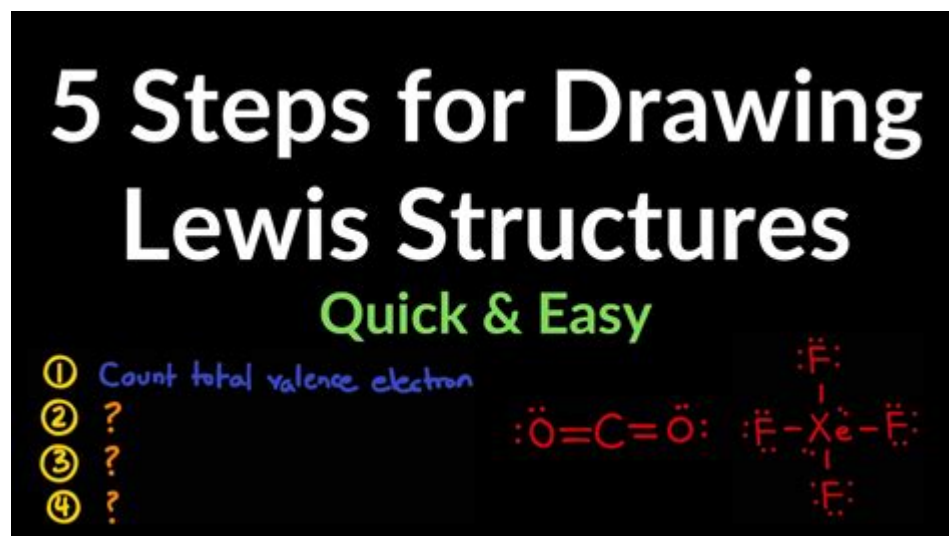 5 Steps for Drawing
Lewis Structures
Quick & Easy
① Count total valence electron
② ?
③ ?
④ ?
:Ö=C=Ö:
:F:
:F-Xe-F:
:F: